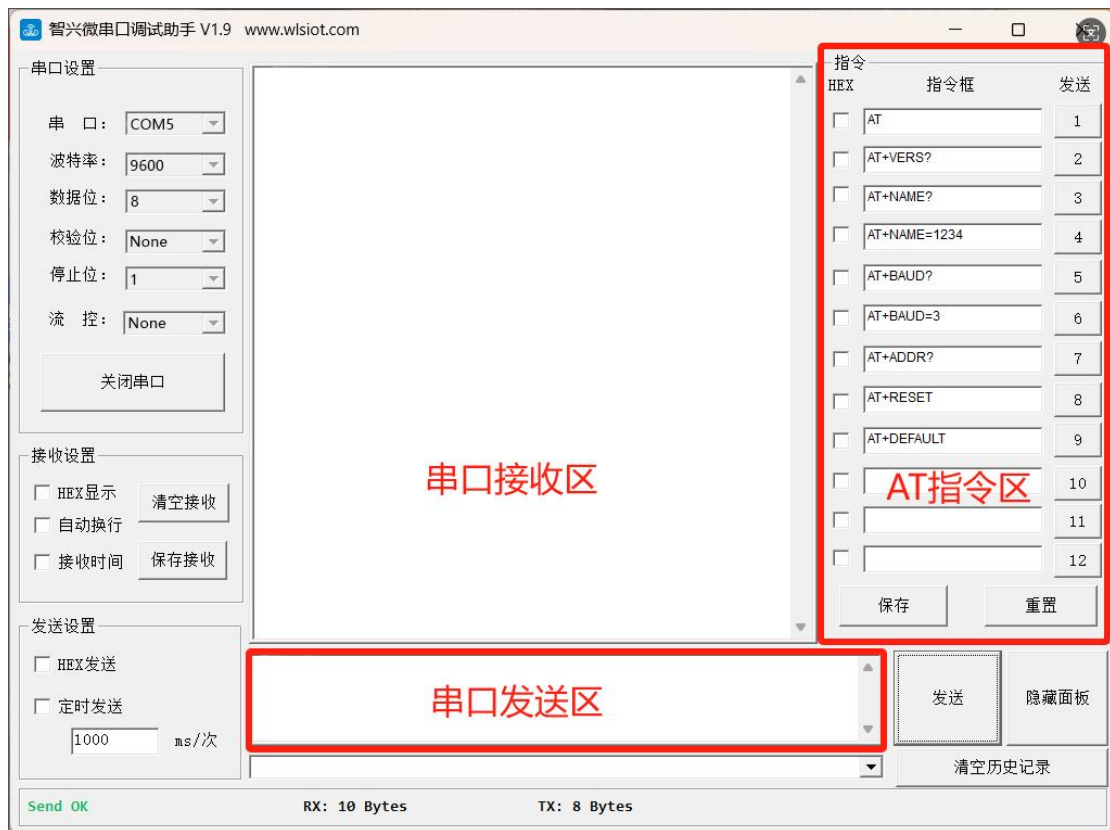 智兴微串口调试助手 V1.9 www.wlsiot.com
串口设置
串 口： COM5
波特率： 9600
数据位： 8
校验位： None
停止位： 1
流 控： None
关闭串口
接收设置
HEX显示
清空接收
自动换行
接收时间
保存接收
发送设置
HEX发送
定时发送
1000 ms/次
串口接收区
串口发送区
指令
HEX 指令框 发送
AT 1
AT+VERS? 2
AT+NAME? 3
AT+NAME=1234 4
AT+BAUD? 5
AT+BAUD=3 6
AT+ADDR? 7
AT+RESET 8
AT+DEFAULT 9
AT指令区 10
11
12
保存 重置
发送 隐藏面板
清空历史记录
Send OK RX: 10 Bytes TX: 8 Bytes